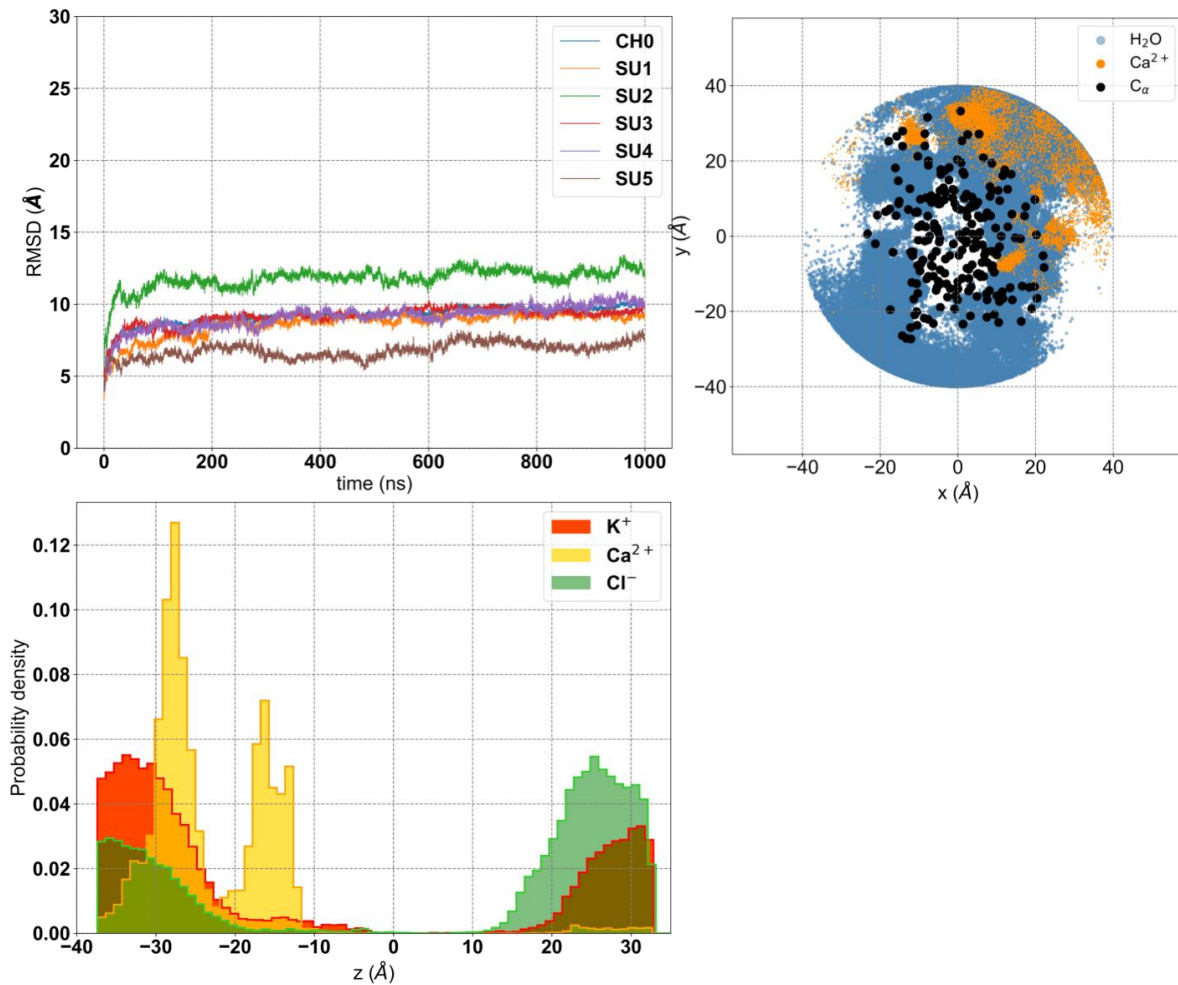 30
25
20
15
10
5
0
RMSD (Å)
0 200 400 600 800 1000
time (ns)
CH0
SU1
SU2
SU3
SU4
SU5
40
20
0
−20
−40
y (Å)
−40 −20 0 20 40
x (Å)
H₂O
Ca²⁺
Cα
0.12
0.10
0.08
0.06
0.04
0.02
0.00
Probability density
−40 −30 −20 −10 0 10 20 30
z (Å)
K⁺
Ca²⁺
Cl⁻